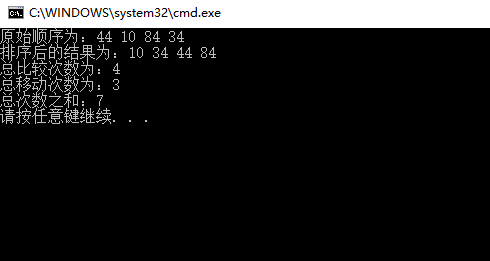 C:\WINDOWS\system32\cmd.exe
原始顺序为：44 10 84 34
排序后的结果为：10 34 44 84
总比较次数为：4
总移动次数为：3
总次数之和：7
请按任意键继续. . .